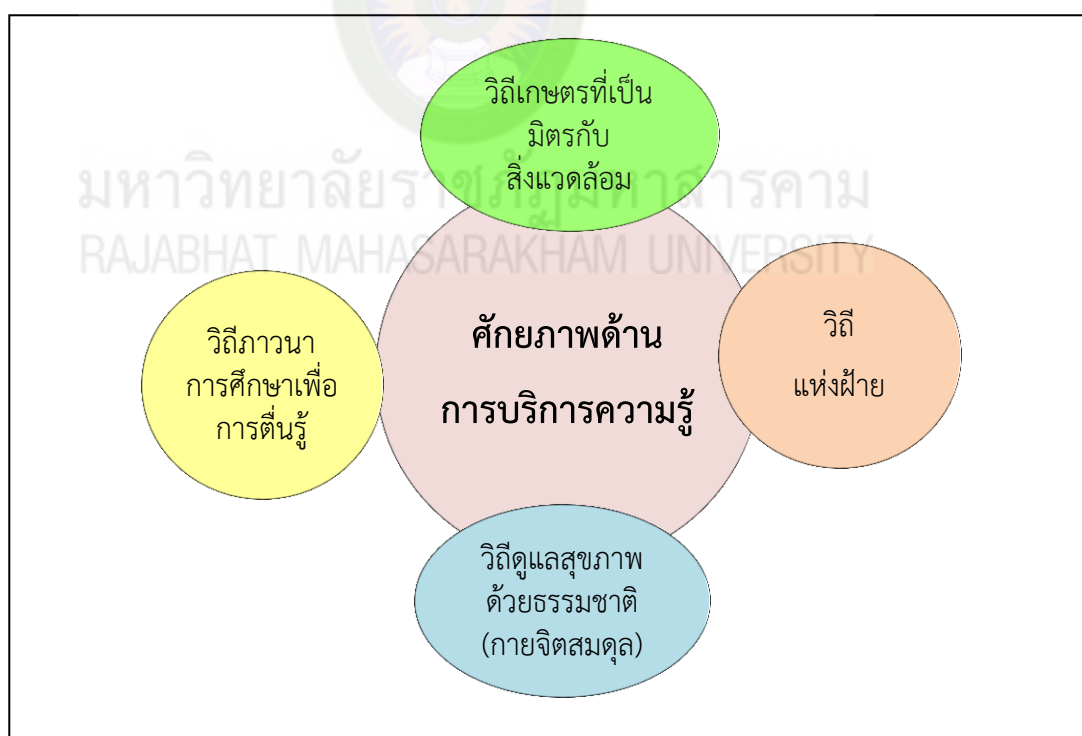 วิถีเกษตรที่เป็น
มิตรกับ
สิ่งแวดล้อม
มหาวิทยาลัยราชภัฏมหาสารคาม
RAJABHAT MAHASARAKHAM UNIVERSITY
ศักยภาพด้าน
การบริการความรู้
วิถีภาวนา
การศึกษาเพื่อ
การตื่นรู้
วิถี
แห่งฝ้าย
วิถีดูแลสุขภาพ
ด้วยธรรมชาติ
(กายจิตสมดุล)